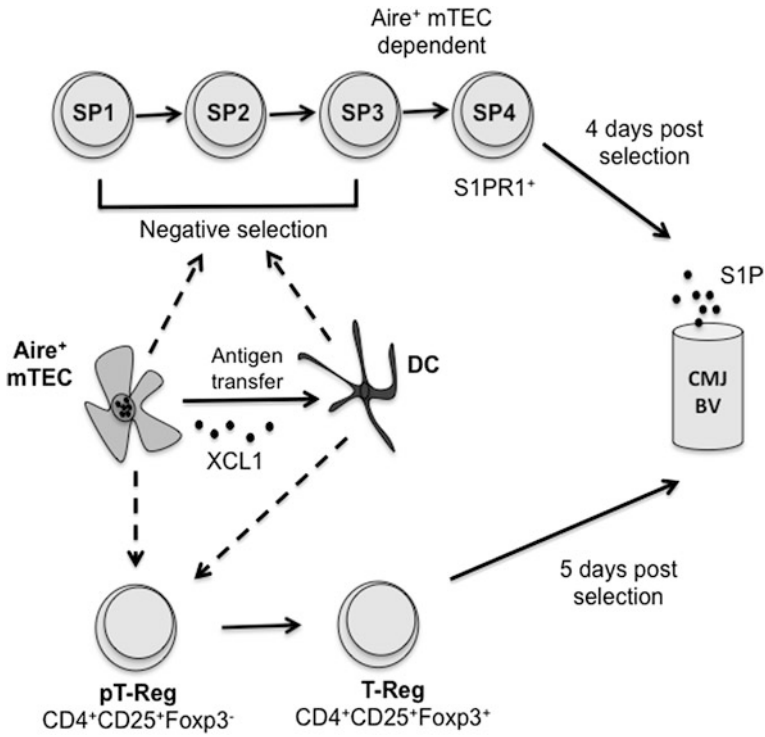 Aire⁺ mTEC
dependent
SP1
SP2
SP3
SP4
4 days post
selection
S1PR1⁺
Negative selection
S1P
Aire⁺
mTEC
Antigen
transfer
DC
CMJ
BV
XCL1
5 days post
selection
pT-Reg
CD4⁺CD25⁺Foxp3⁻
T-Reg
CD4⁺CD25⁺Foxp3⁺